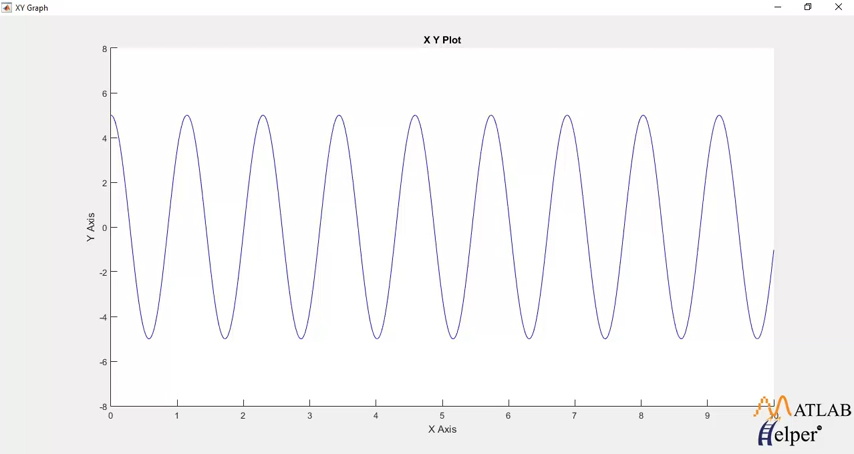 XY Graph
X Y Plot
8
6
4
2
0
-2
-4
-6
-8
Y Axis
0 1 2 3 4 5 6 7 8 9
X Axis
MATLAB
Helper